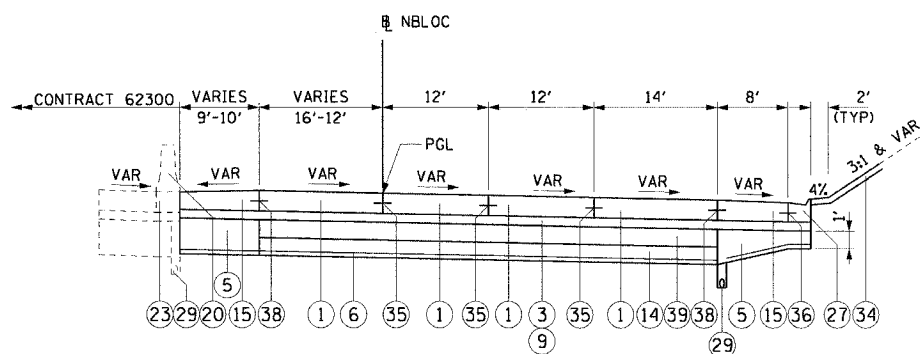 ℄ NBLOC
CONTRACT 62300
VARIES
9'-10'
VARIES
16'-12'
12'
12'
14'
8'
2'
(TYP)
PGL
3:1 & VAR
VAR
VAR
VAR
VAR
VAR
VAR
VAR
4%
1'
5
23 29 20 15 38 1 6 35 1 35 1 3 35 1 14 39 38 5 15 36 27 34
9
29